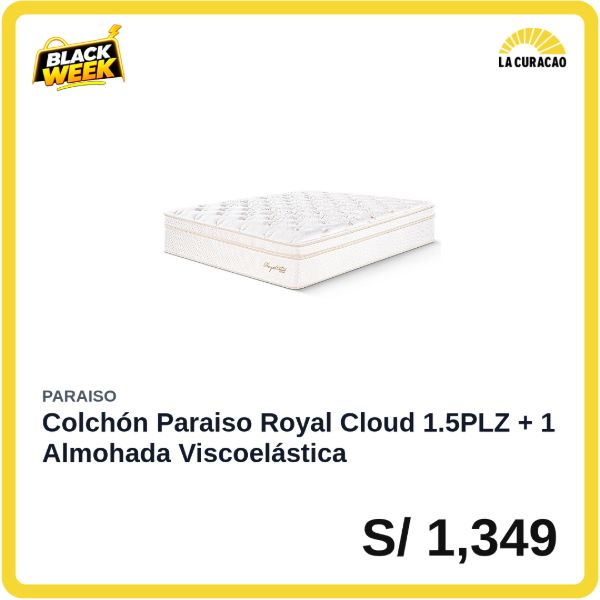 BLACK
WEEK
LA CURACAO
PARAISO
Colchón Paraiso Royal Cloud 1.5PLZ + 1
Almohada Viscoelástica
S/ 1,349